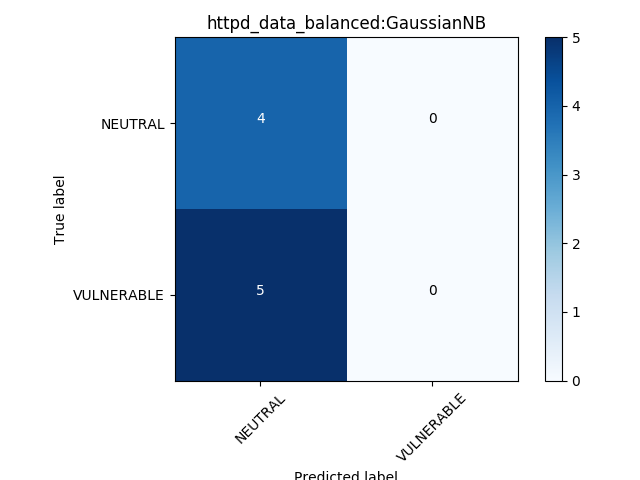 httpd_data_balanced:GaussianNB
NEUTRAL
VULNERABLE
True label
4
0
5
0
NEUTRAL
VULNERABLE
Predicted label
5
4
3
2
1
0